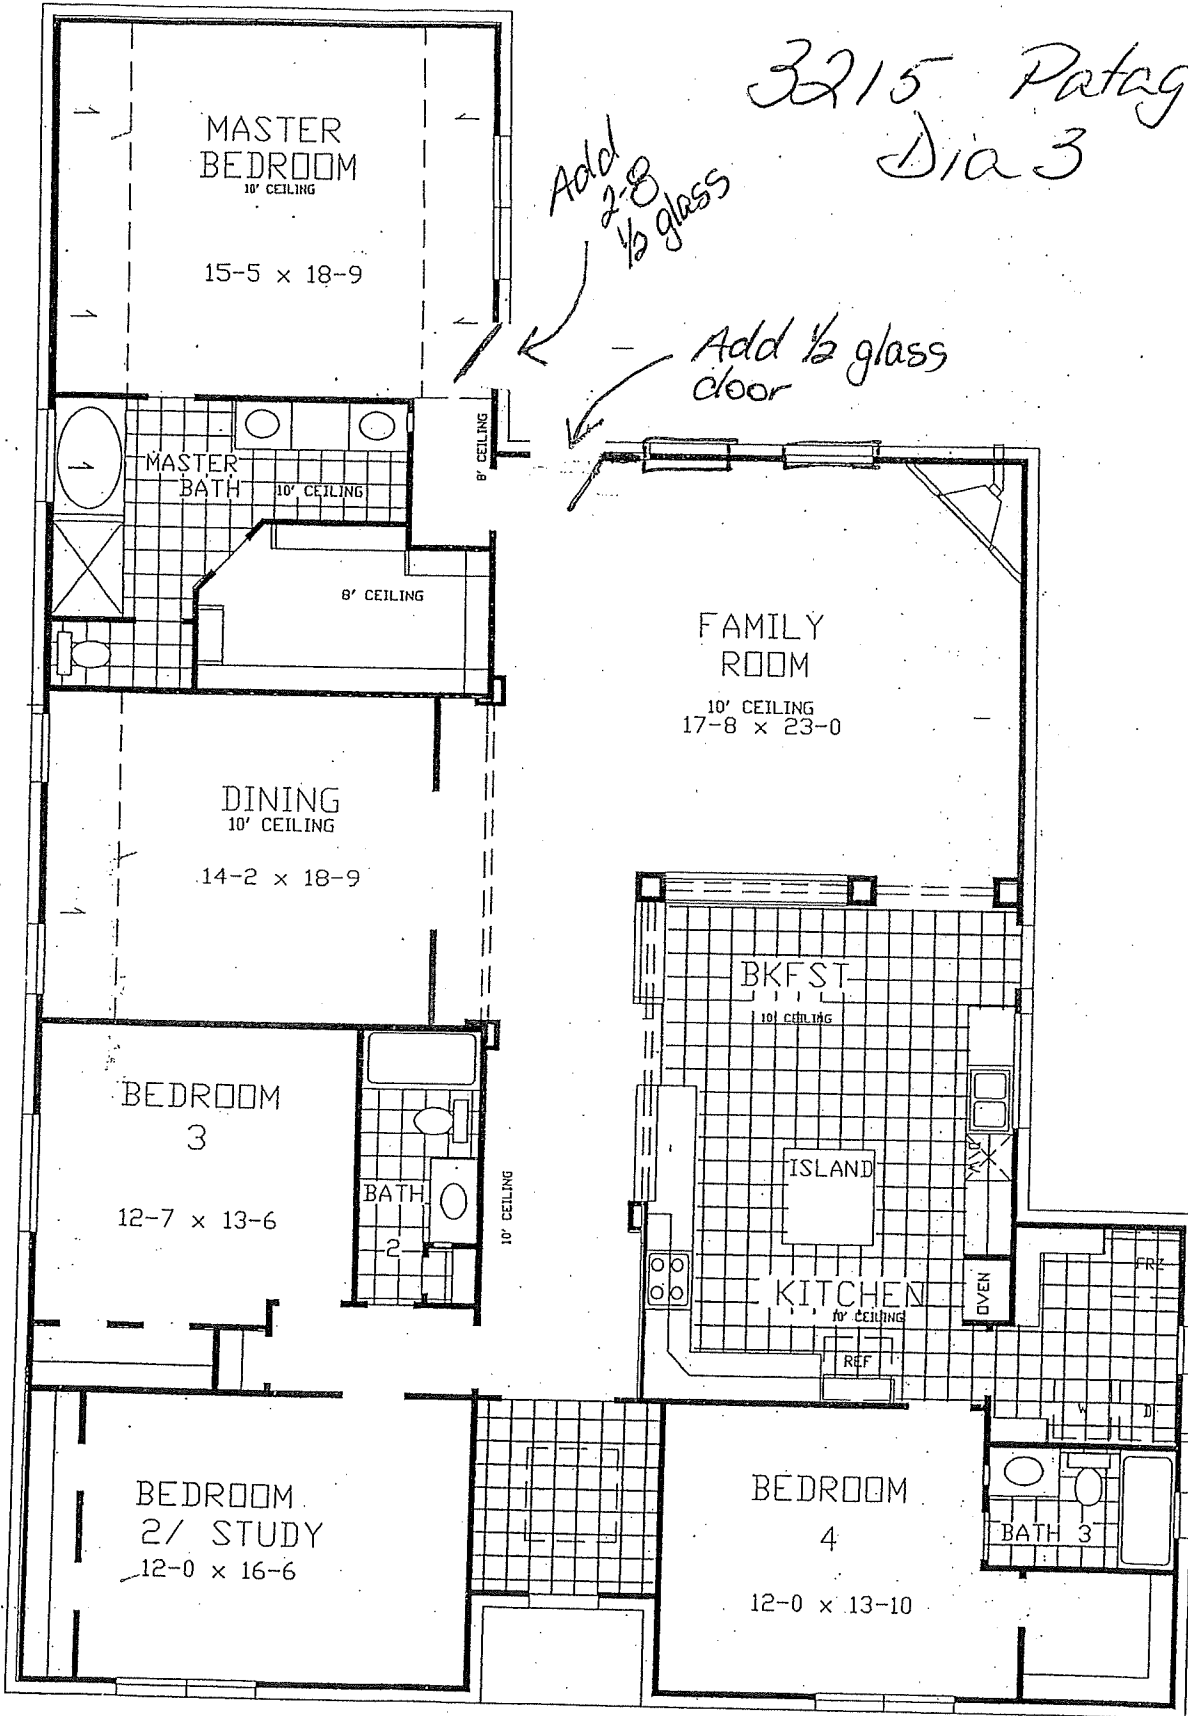 3215 Patag
Dia 3
MASTER
BEDROOM
10' CEILING
15-5 x 18-9
Add
2-8
1/2 glass
Add 1/2 glass
door
MASTER
BATH
10' CEILING
8' CEILING
8' CEILING
FAMILY
ROOM
10' CEILING
17-8 x 23-0
DINING
10' CEILING
14-2 x 18-9
BKFST
10' CEILING
BEDROOM
3
12-7 x 13-6
BATH
2
10' CEILING
ISLAND
KITCHEN
10' CEILING
OVEN
REF
FRZ
W
D
BEDROOM
2/ STUDY
12-0 x 16-6
BEDROOM
4
12-0 x 13-10
BATH 3